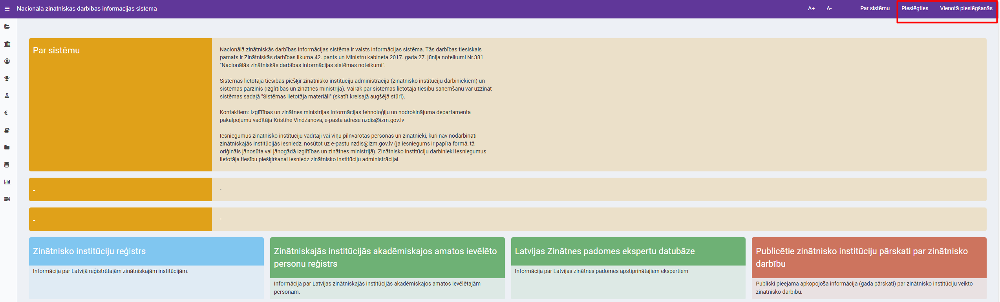 Nacionālā zinātniskās darbības informācijas sistēma
A+ A- Par sistēmu Pieslēgties Vienotā pieslēgšanās
Par sistēmu
Nacionālā zinātniskās darbības informācijas sistēma ir valsts informācijas sistēma. Tās darbības tiesiskais
pamats ir Zinātniskās darbības likuma 42. pants un Ministru kabineta 2017. gada 27. jūnija noteikumi Nr.381
"Nacionālās zinātniskās darbības informācijas sistēmas noteikumi".
Sistēmas lietotāja tiesības piešķir zinātnisko institūciju administrācija (zinātnisko institūciju darbiniekiem) un
sistēmas pārzinis (Izglītības un zinātnes ministrija). Vairāk par sistēmas lietotāja tiesību saņemšanu var uzzināt
sistēmas sadaļā "Sistēmas lietotāja materiāli" (skatīt kreisajā augšējā stūrī).
Kontaktiem: Izglītības un zinātnes ministrijas Informācijas tehnoloģiju un nodrošinājuma departamenta
pakalpojumu vadītāja Kristīne Vindžanova, e-pasta adrese nzdis@izm.gov.lv
Iesniegumus zinātnisko institūciju vadītāji vai viņu pilnvarotas personas un zinātnieki, kuri nav nodarbināti
zinātniskajās institūcijās iesniedz, nosūtot uz e-pastu nzdis@izm.gov.lv (ja iesniegums ir papīra formā, tā
oriģināls jānosūta vai jānogādā Izglītības un zinātnes ministrijā). Zinātnisko institūciju darbinieki iesniegumus
lietotāja tiesību piešķiršanai iesniedz zinātnisko institūciju administrācijai.
- -
- -
Zinātnisko institūciju reģistrs
Informācija par Latvijā reģistrētajām zinātniskajām institūcijām.
Zinātniskajās institūcijās akadēmiskajos amatos ievēlēto
personu reģistrs
Informācija par Latvijas zinātniskajās institūcijās akadēmiskajos amatos ievēlētajām
personām.
Latvijas Zinātnes padomes ekspertu datubāze
Informācija par Latvijas zinātnes padomes apstiprinātajiem ekspertiem
Publicētie zinātnisko institūciju pārskati par zinātnisko
darbību
Publiski pieejama apkopojoša informācija (gada pārskati) par zinātnisko institūciju veikto
zinātnisko darbību.